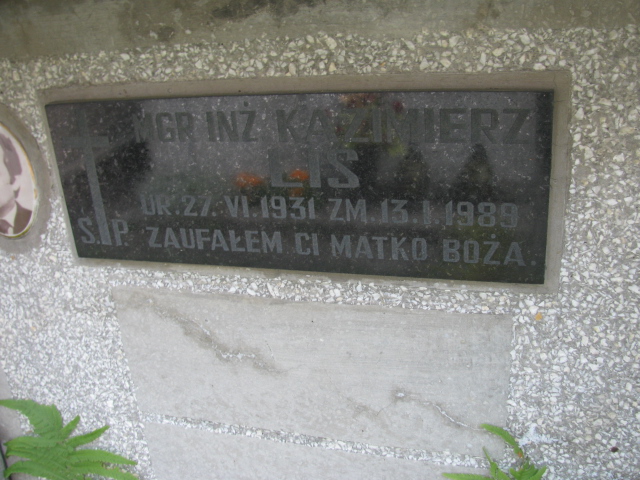 MGR INŻ KAZIMIERZ
LIS
UR. 27. VI. 1931 ZM. 13. I. 1989
Ś.P. ZAUFAŁEM CI MATKO BOŻA.